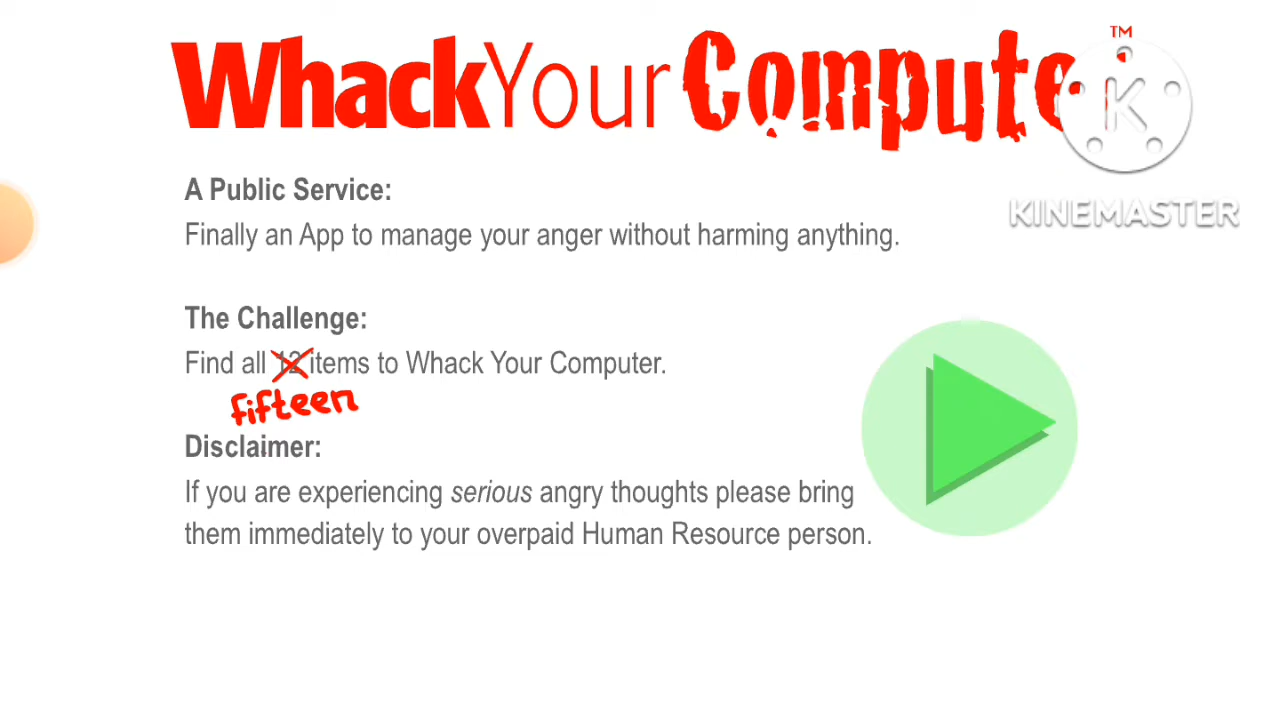 WhackYourComputer™
K
KINEMASTER
A Public Service:
Finally an App to manage your anger without harming anything.
The Challenge:
Find all 12 items to Whack Your Computer.
fifteen
Disclaimer:
If you are experiencing serious angry thoughts please bring
them immediately to your overpaid Human Resource person.